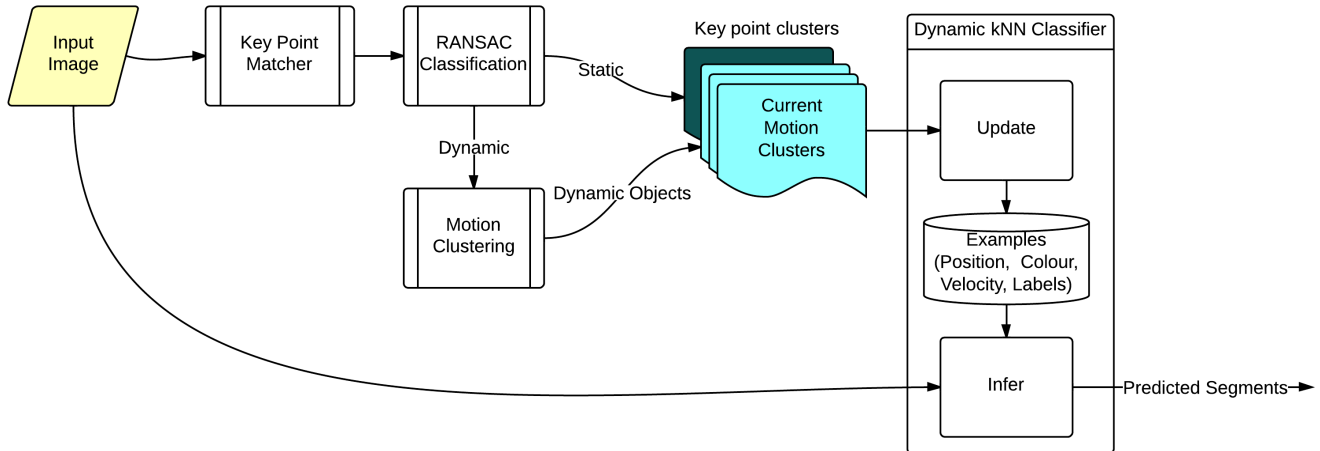 Input
Image
Key Point
Matcher
RANSAC
Classification
Static
Key point clusters
Current
Motion
Clusters
Dynamic kNN Classifier
Update
Dynamic
Motion
Clustering
Dynamic Objects
Examples
(Position, Colour,
Velocity, Labels)
Infer
Predicted Segments